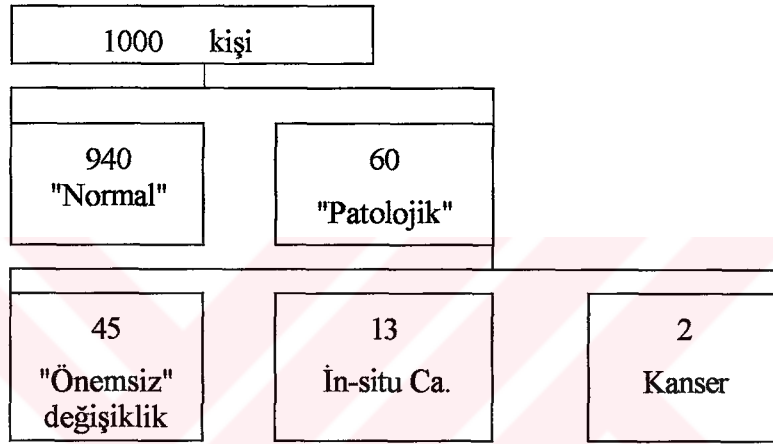 1000 kişi
940
"Normal"
60
"Patolojik"
45
"Önemsiz"
değişiklik
13
İn-situ Ca.
2
Kanser